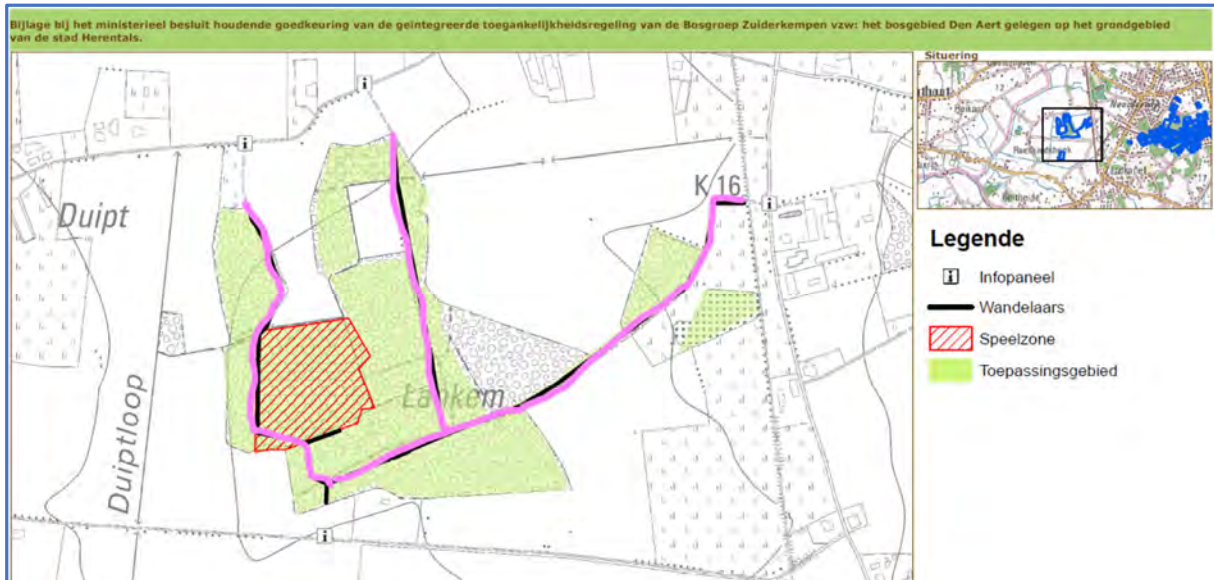 Bijlage bij het ministerieel besluit houdende goedkeuring van de geïntegreerde toegankelijkheidsregeling van de Bosgroep Zuiderkempen vzw: het bosgebied Den Aert gelegen op het grondgebied
van de stad Herentals.
Situering
Duipt
Duiptloop
K 16
Legende
i Infopaneel
Wandelaars
Speelzone
Toepassingsgebied